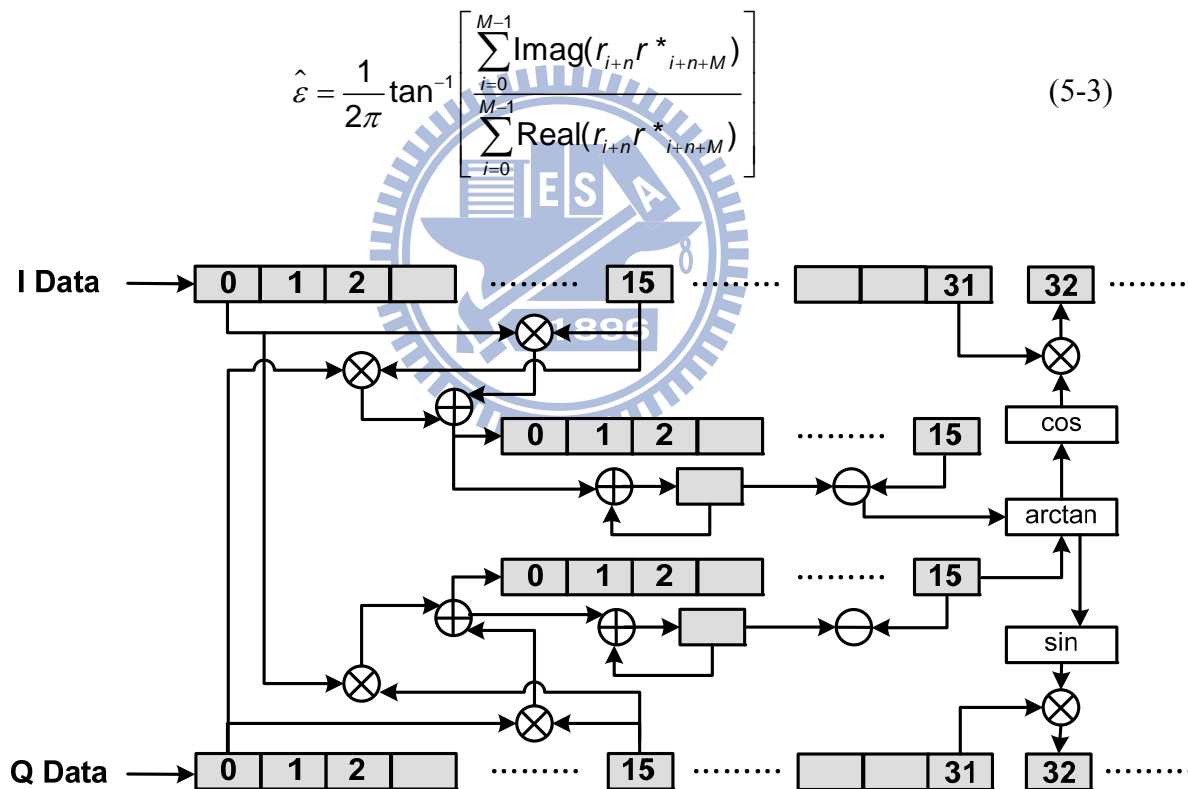 ε̂ = 1/2π tan⁻¹ [ ∑_{i=0}^{M-1} Imag(r_{i+n} r*_{i+n+M}) / ∑_{i=0}^{M-1} Real(r_{i+n} r*_{i+n+M}) ] (5-3)
E S A
1896
I Data 0 1 2 ......... 15 ......... 31 32 ........
cos
0 1 2 ......... 15
arctan
0 1 2 ......... 15
sin
Q Data 0 1 2 ......... 15 ......... 31 32 ........